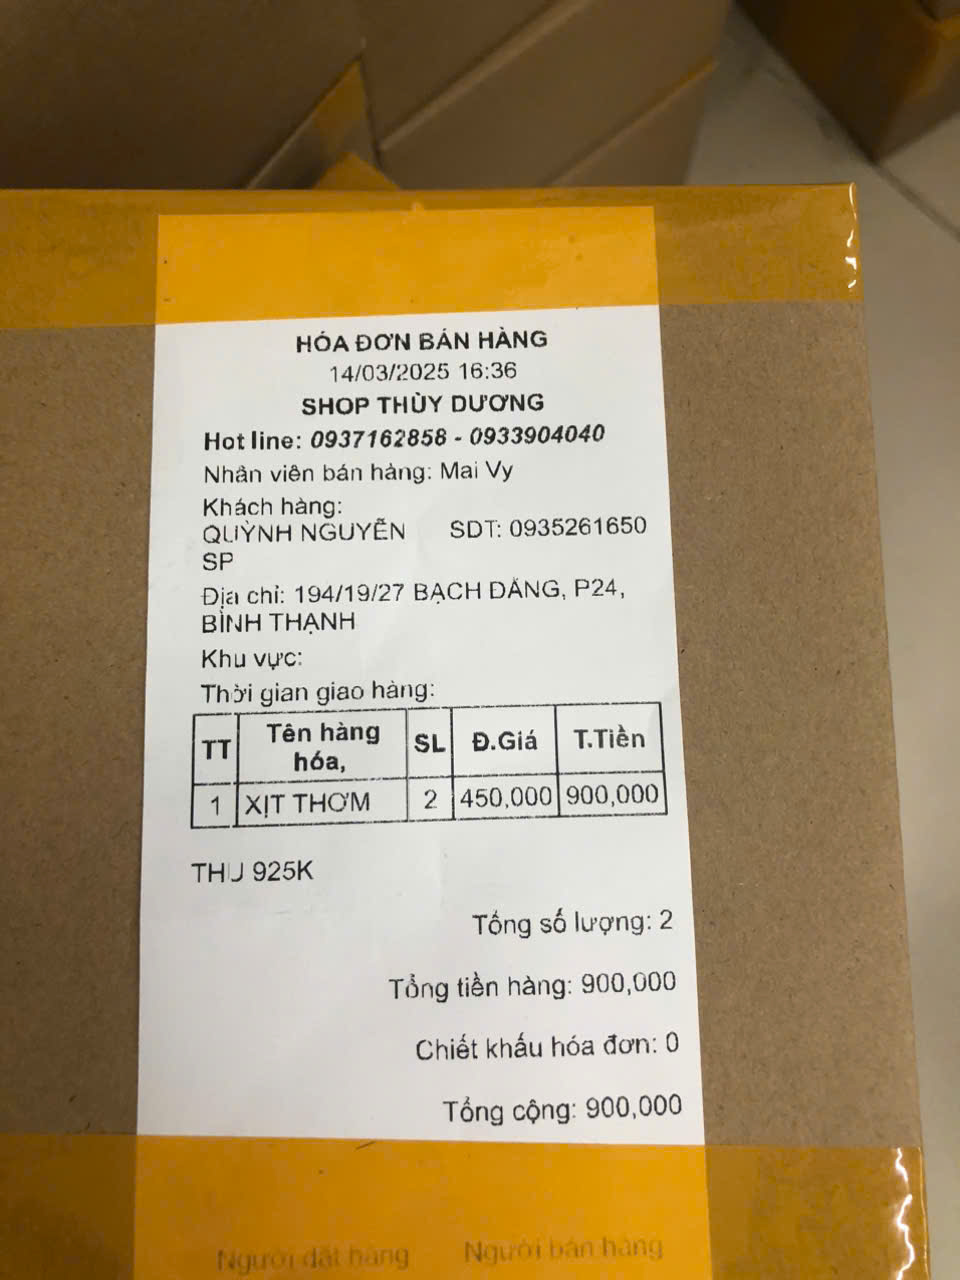 HÓA ĐƠN BÁN HÀNG
14/03/2025 16:36
SHOP THÙY DƯƠNG
Hot line: 0937162858 - 0933904040
Nhân viên bán hàng: Mai Vy
Khách hàng:
QUỲNH NGUYỄN SDT: 0935261650
SP
Địa chỉ: 194/19/27 BẠCH ĐẰNG, P24,
BÌNH THẠNH
Khu vực:
Thời gian giao hàng:
TT Tên hàng hóa, SL Đ.Giá T.Tiền
1 XỊT THƠM 2 450,000 900,000
THU 925K
Tổng số lượng: 2
Tổng tiền hàng: 900,000
Chiết khấu hóa đơn: 0
Tổng cộng: 900,000
Người đặt hàng Người bán hàng